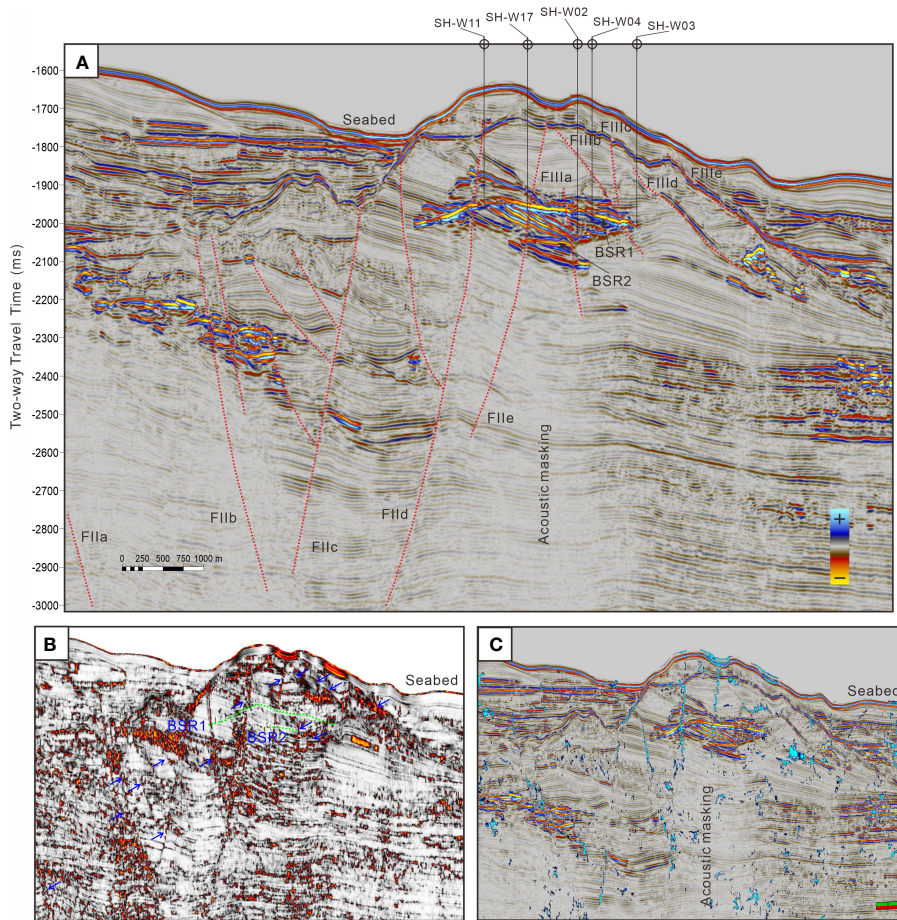 SH-W02
SH-W17
SH-W04
SH-W11
SH-W03
A
-1600
-1700
-1800
-1900
-2000
-2100
-2200
-2300
-2400
-2500
-2600
-2700
-2800
-2900
-3000
Two-way Travel Time (ms)
Seabed
FIIIc
FIIIb
FIIIa
FIIId
FIIIe
BSR1
BSR2
FIIe
Acoustic masking
FIIb
FIId
FIIa
FIIc
0 250 500 750 1000 m
+
−
B
Seabed
BSR1
BSR2
C
Seabed
Acoustic masking